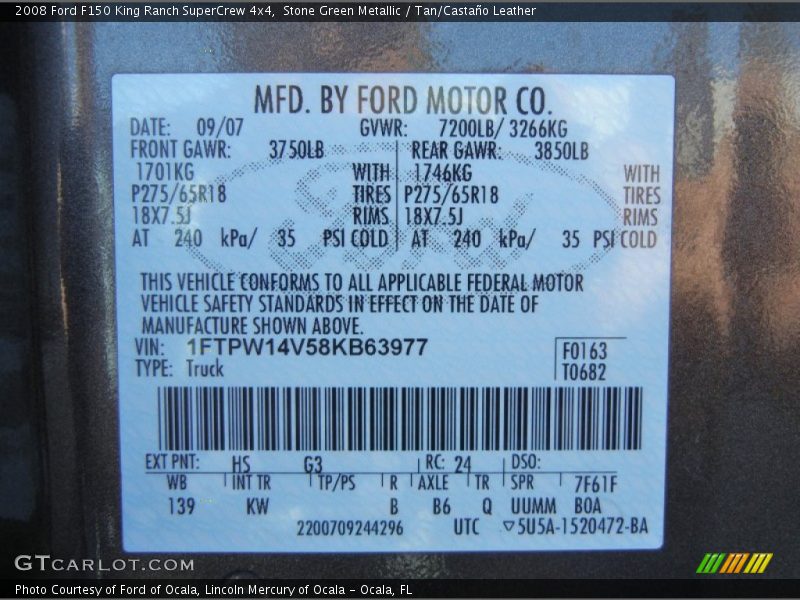 2008 Ford F150 King Ranch SuperCrew 4x4, Stone Green Metallic / Tan/Castaño Leather
MFD. BY FORD MOTOR CO.
DATE: 09/07 GVWR: 7200LB/ 3266KG
FRONT GAWR: 3750LB REAR GAWR: 3850LB
1701KG WITH 1746KG WITH
P275/65R18 TIRES P275/65R18 TIRES
18X7.5J RIMS 18X7.5J RIMS
AT 240 kPa/ 35 PSI COLD AT 240 kPa/ 35 PSI COLD
THIS VEHICLE CONFORMS TO ALL APPLICABLE FEDERAL MOTOR
VEHICLE SAFETY STANDARDS IN EFFECT ON THE DATE OF
MANUFACTURE SHOWN ABOVE.
VIN: 1FTPW14V58KB63977 F0163
TYPE: Truck T0682
EXT PNT: HS G3 RC: 24 DSO:
WB INT TR TP/PS R AXLE TR SPR 7F61F
139 KW B B6 Q UUMM BOA
2200709244296 UTC ▽5U5A-1520472-BA
GTCARLOT.COM
Photo Courtesy of Ford of Ocala, Lincoln Mercury of Ocala - Ocala, FL